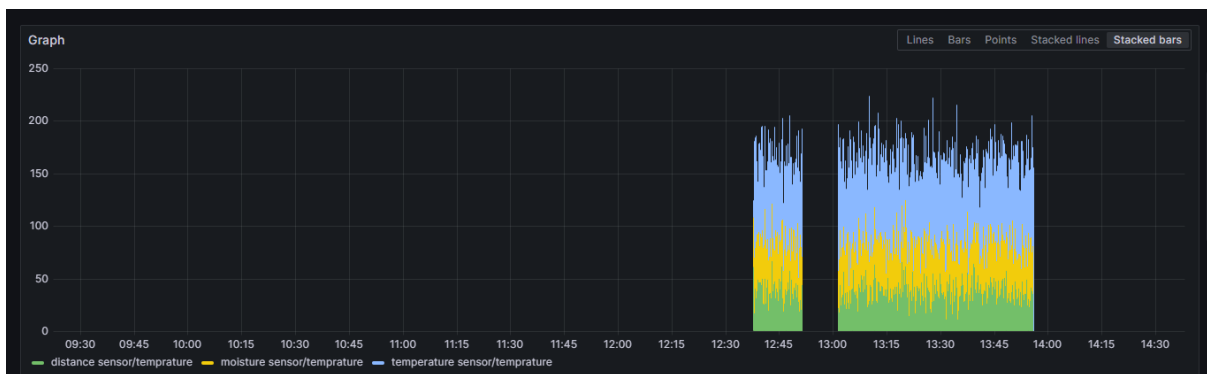 Graph
Lines Bars Points Stacked lines Stacked bars
250
200
150
100
50
0
09:30 09:45 10:00 10:15 10:30 10:45 11:00 11:15 11:30 11:45 12:00 12:15 12:30 12:45 13:00 13:15 13:30 13:45 14:00 14:15 14:30
distance sensor/temprature moisture sensor/temprature temperature sensor/temprature